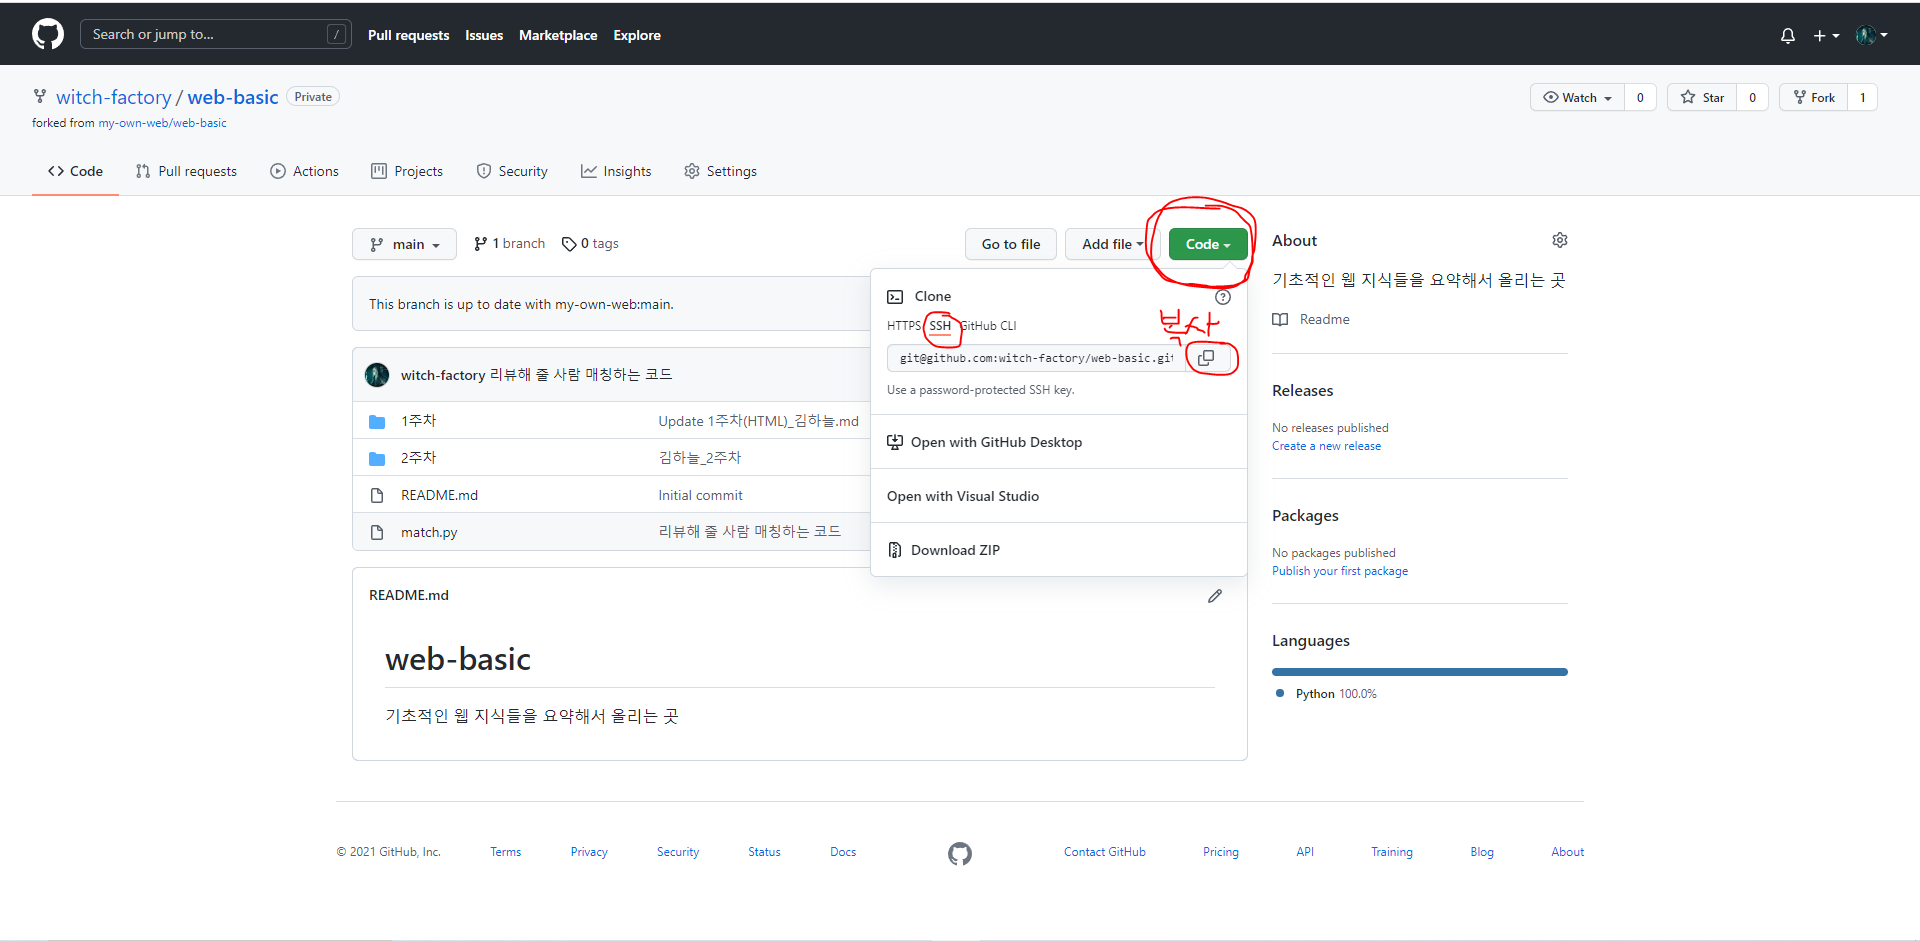 Search or jump to... /
Pull requests Issues Marketplace Explore
witch-factory / web-basic Private
forked from my-own-web/web-basic
Watch 0 Star 0 Fork 1
Code Pull requests Actions Projects Security Insights Settings
main 1 branch 0 tags
Go to file Add file Code
This branch is up to date with my-own-web:main.
witch-factory 리뷰해 줄 사람 매칭하는 코드
1주차 Update 1주차(HTML)_김하늘.md
2주차 김하늘_2주차
README.md Initial commit
match.py 리뷰해 줄 사람 매칭하는 코드
Clone
HTTPS SSH GitHub CLI
복사
git@github.com:witch-factory/web-basic.git
Use a password-protected SSH key.
Open with GitHub Desktop
Open with Visual Studio
Download ZIP
README.md
web-basic
기초적인 웹 지식들을 요약해서 올리는 곳
About
기초적인 웹 지식들을 요약해서 올리는 곳
Readme
Releases
No releases published
Create a new release
Packages
No packages published
Publish your first package
Languages
Python 100.0%
© 2021 GitHub, Inc. Terms Privacy Security Status Docs Contact GitHub Pricing API Training Blog About